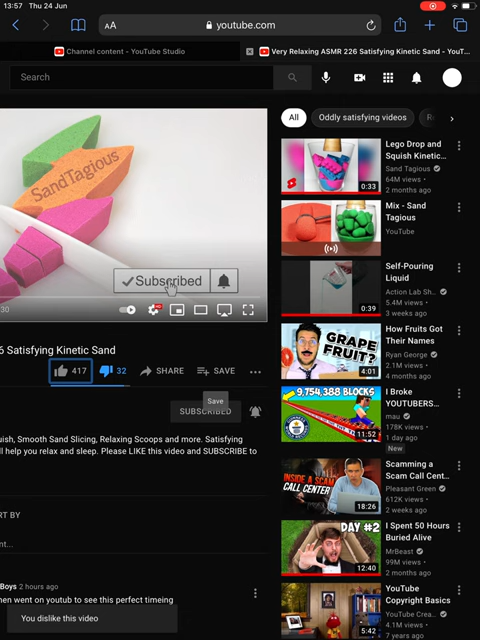 13:57 Thu 24 Jun
AA youtube.com
Channel content - YouTube Studio
Very Relaxing ASMR 226 Satisfying Kinetic Sand - YouT...
Search
All
Oddly satisfying videos
SandTagious
Subscribed
30
6 Satisfying Kinetic Sand
417
32
SHARE
SAVE
Save
SUBSCRIBED
uish, Smooth Sand Slicing, Relaxing Scoops and more. Satisfying
ll help you relax and sleep. Please LIKE this video and SUBSCRIBE to
RT BY
nt...
Boys 2 hours ago
hen went on youtub to see this perfect timeing
You dislike this video
0:33
Lego Drop and
Squish Kinetic...
Sand Tagious
64M views •
2 months ago
Mix - Sand
Tagious
YouTube
0:39
Self-Pouring
Liquid
Action Lab Sh...
5.4M views •
3 weeks ago
GRAPE
FRUIT?
4:01
How Fruits Got
Their Names
Ryan George
2.1M views •
4 months ago
9,754,388 BLOCKS
11:52
I Broke
YOUTUBERS...
mau
178K views •
1 day ago
New
INSIDE A SCAM
CALL CENTER
18:26
Scamming a
Scam Call Cent...
Pleasant Green
612K views •
2 weeks ago
DAY #2
12:40
I Spent 50 Hours
Buried Alive
MrBeast
99M views •
2 months ago
5:42
YouTube
Copyright Basics
YouTube Crea...
4.1M views •
7 years ago